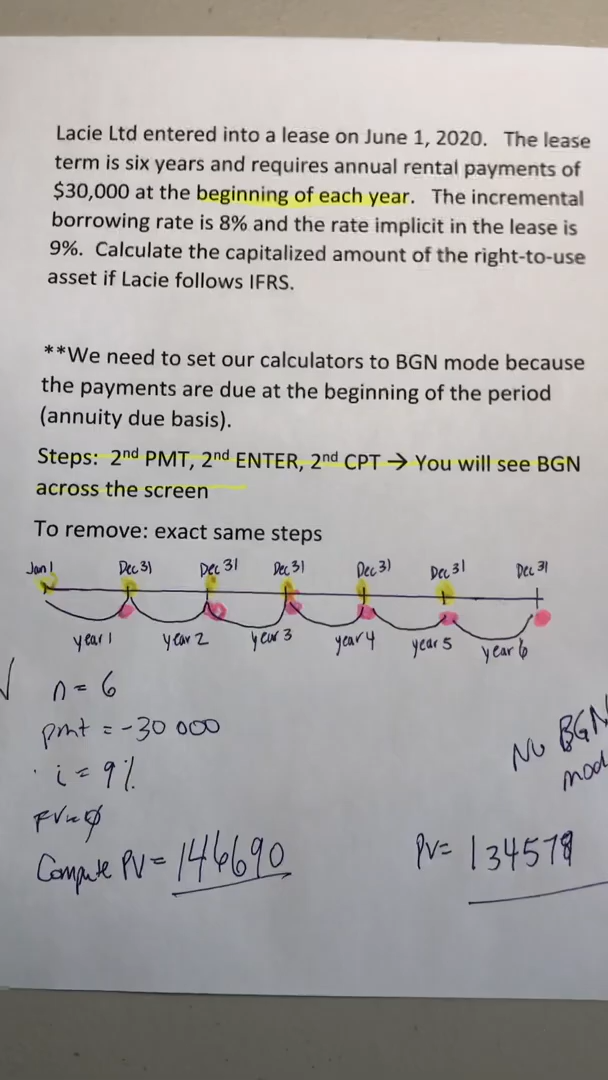 Lacie Ltd entered into a lease on June 1, 2020. The lease
term is six years and requires annual rental payments of
$30,000 at the beginning of each year. The incremental
borrowing rate is 8% and the rate implicit in the lease is
9%. Calculate the capitalized amount of the right-to-use
asset if Lacie follows IFRS.
**We need to set our calculators to BGN mode because
the payments are due at the beginning of the period
(annuity due basis).
Steps: 2nd PMT, 2nd ENTER, 2nd CPT → You will see BGN
across the screen
To remove: exact same steps
Jan 1 Dec 31 Dec 31 Dec 31 Dec 31 Dec 31 Dec 31
year 1 year 2 year 3 year 4 year 5 year 6
n = 6
pmt = -30 000
i = 9%
FV = 0
Compute PV = 146690
No BGN
mod
PV = 134578